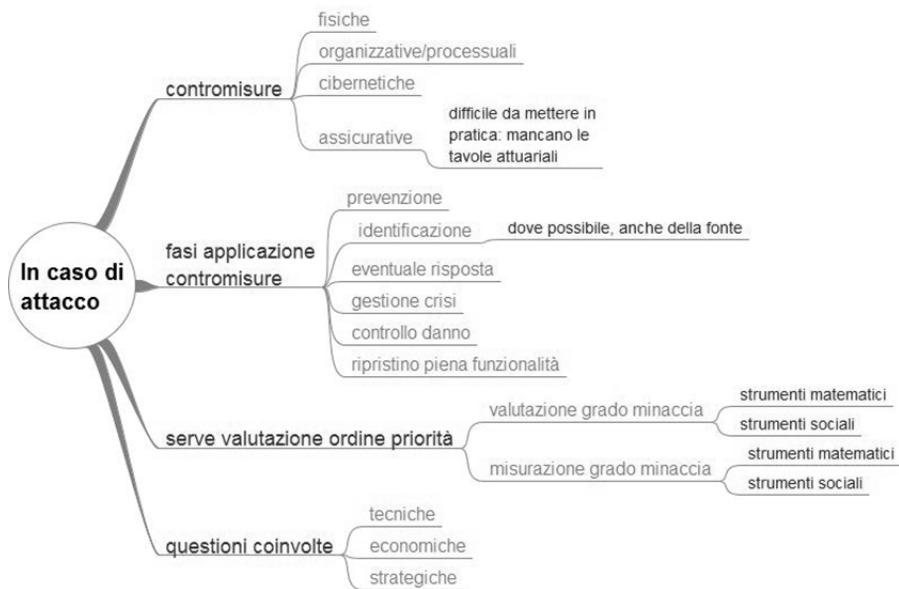 In caso di
attacco
contromisure
fisiche
organizzative/processuali
cibernetiche
assicurative
difficile da mettere in
pratica: mancano le
tavole attuariali
fasi applicazione
contromisure
prevenzione
identificazione
dove possibile, anche della fonte
eventuale risposta
gestione crisi
controllo danno
ripristino piena funzionalità
serve valutazione ordine priorità
valutazione grado minaccia
strumenti matematici
strumenti sociali
misurazione grado minaccia
strumenti matematici
strumenti sociali
questioni coinvolte
tecniche
economiche
strategiche